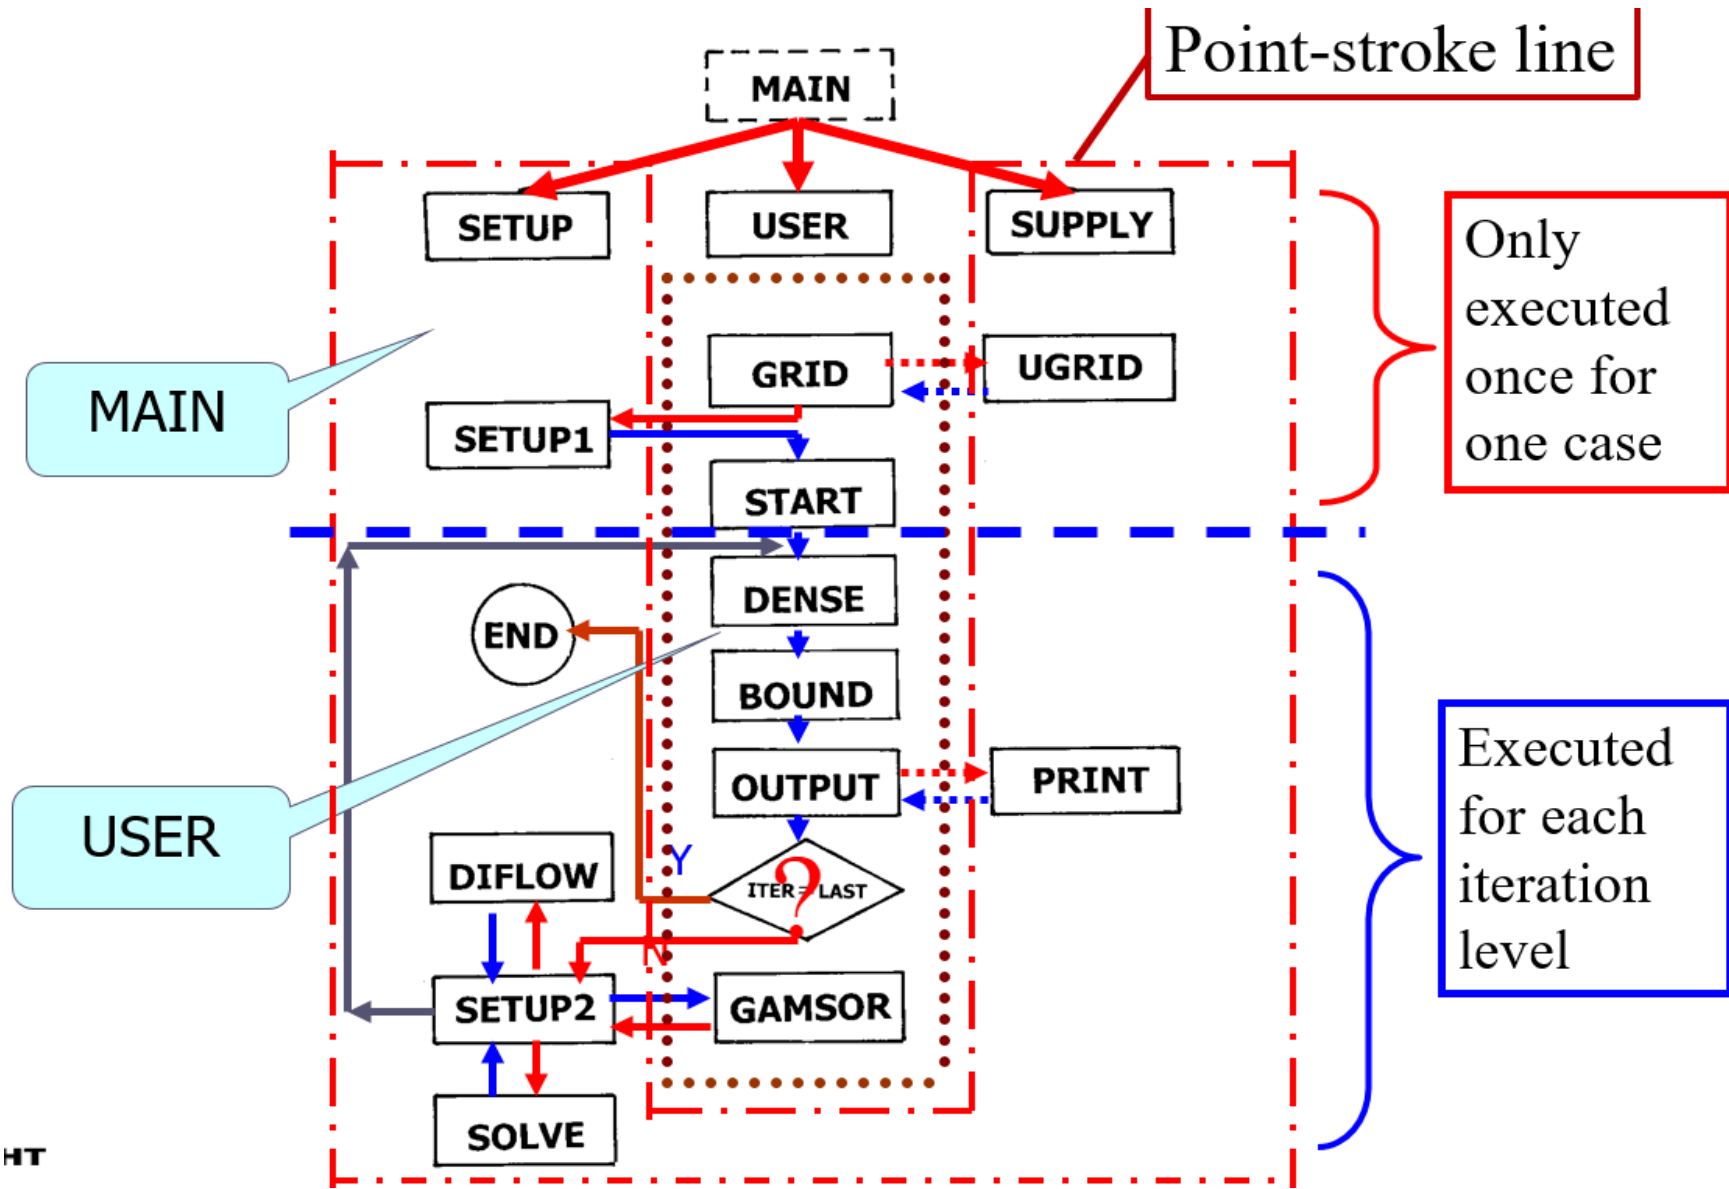 Point-stroke line
MAIN
SETUP
USER
SUPPLY
Only
executed
once for
one case
GRID
UGRID
MAIN
SETUP1
START
DENSE
END
BOUND
Executed
for each
iteration
level
OUTPUT
PRINT
USER
Y
DIFLOW
ITER = LAST
?
N
SETUP2
GAMSOR
SOLVE
HT